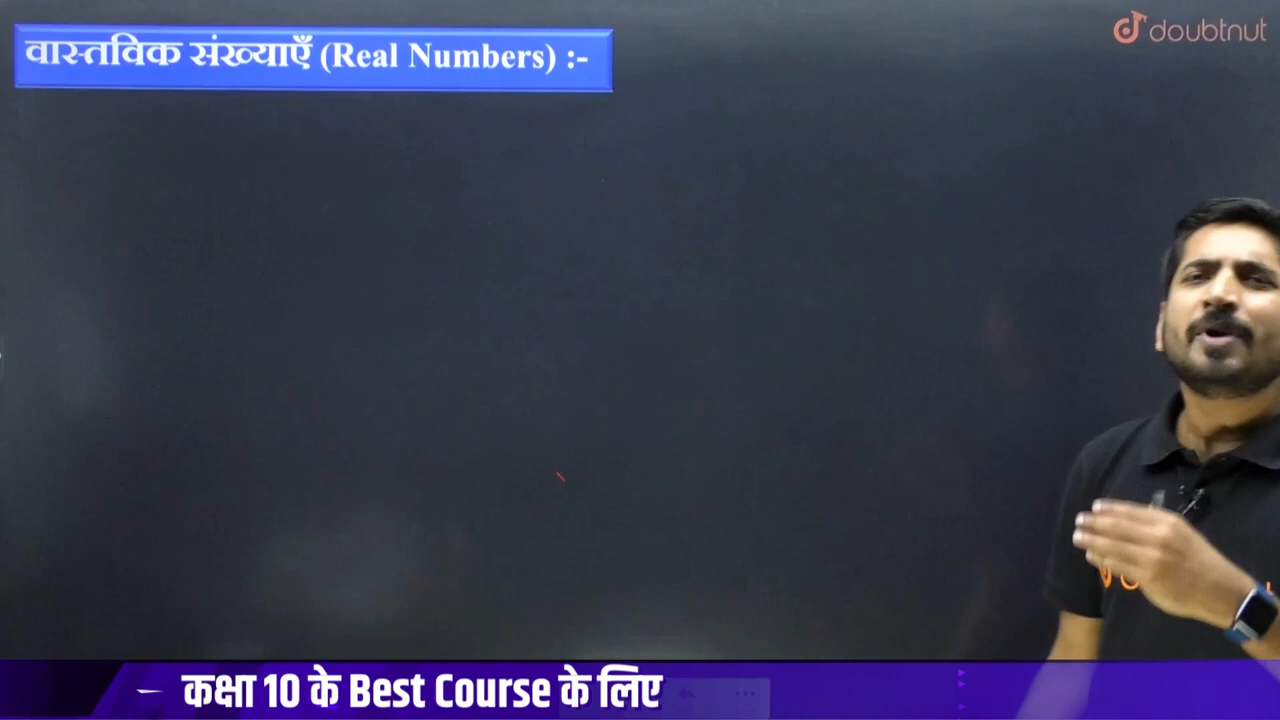 वास्तविक संख्याएँ (Real Numbers) :-
doubtnut
कक्षा 10 के Best Course के लिए